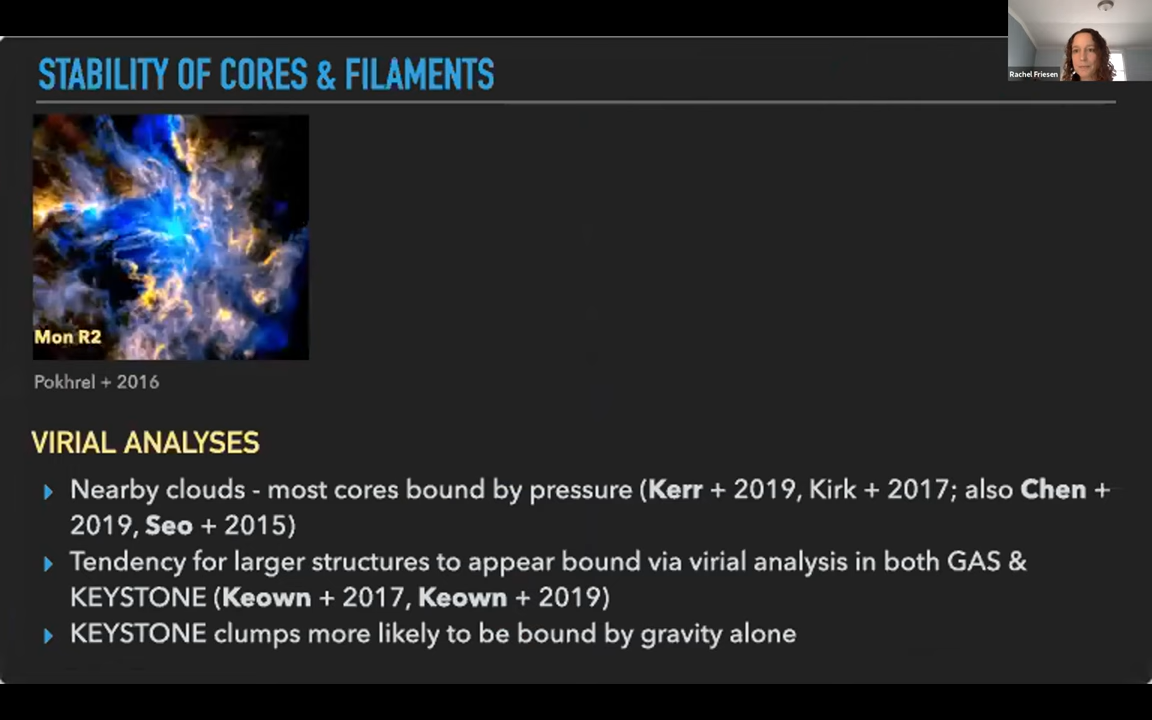 STABILITY OF CORES & FILAMENTS
Rachel Friesen
Mon R2
Pokhrel + 2016
VIRIAL ANALYSES
Nearby clouds - most cores bound by pressure (Kerr + 2019, Kirk + 2017; also Chen +
2019, Seo + 2015)
Tendency for larger structures to appear bound via virial analysis in both GAS &
KEYSTONE (Keown + 2017, Keown + 2019)
KEYSTONE clumps more likely to be bound by gravity alone